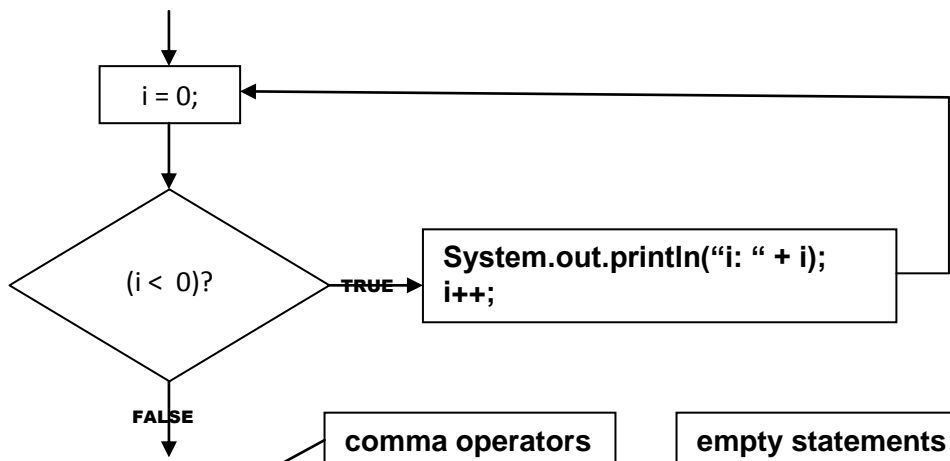 i = 0;
(i < 0)?
TRUE
System.out.println(“i: “ + i);
i++;
FALSE
comma operators
empty statements